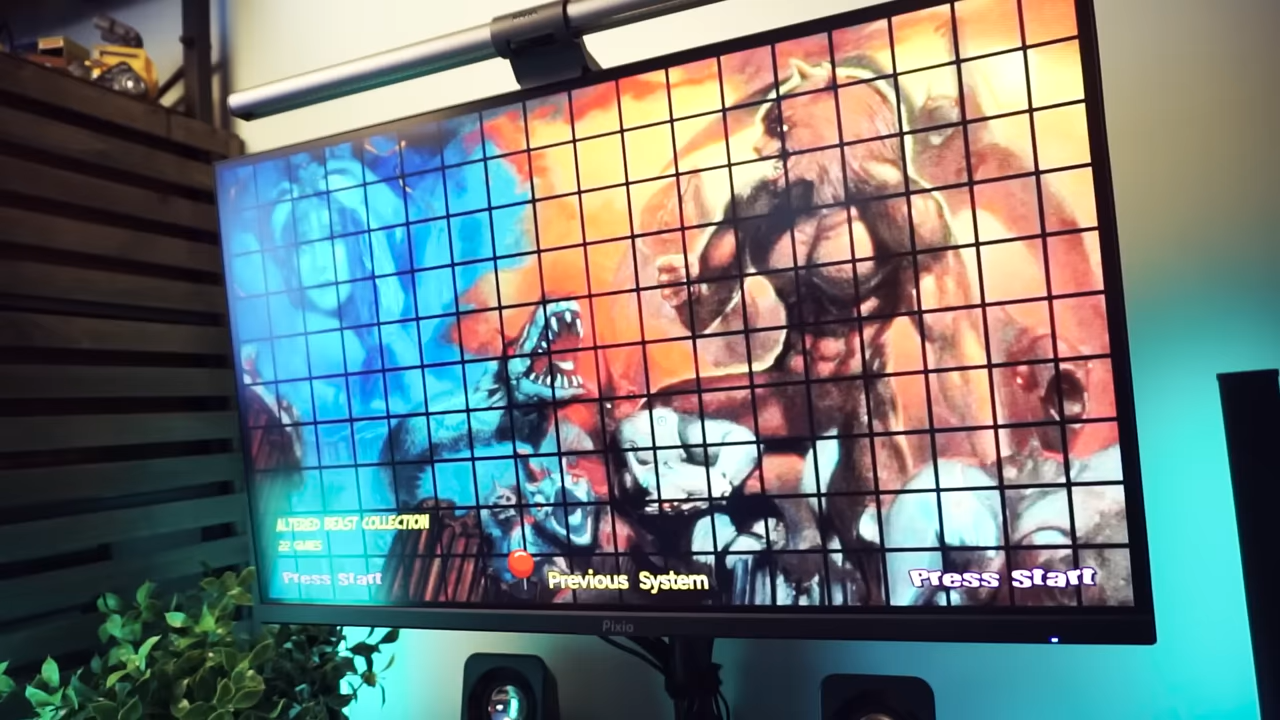 ALTERED BEAST COLLECTION
22 GAMES
Press Start
Previous System
Press Start
Pixio